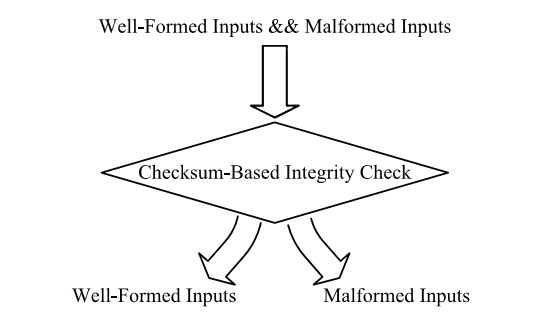 Well-Formed Inputs && Malformed Inputs
Checksum-Based Integrity Check
Well-Formed Inputs
Malformed Inputs